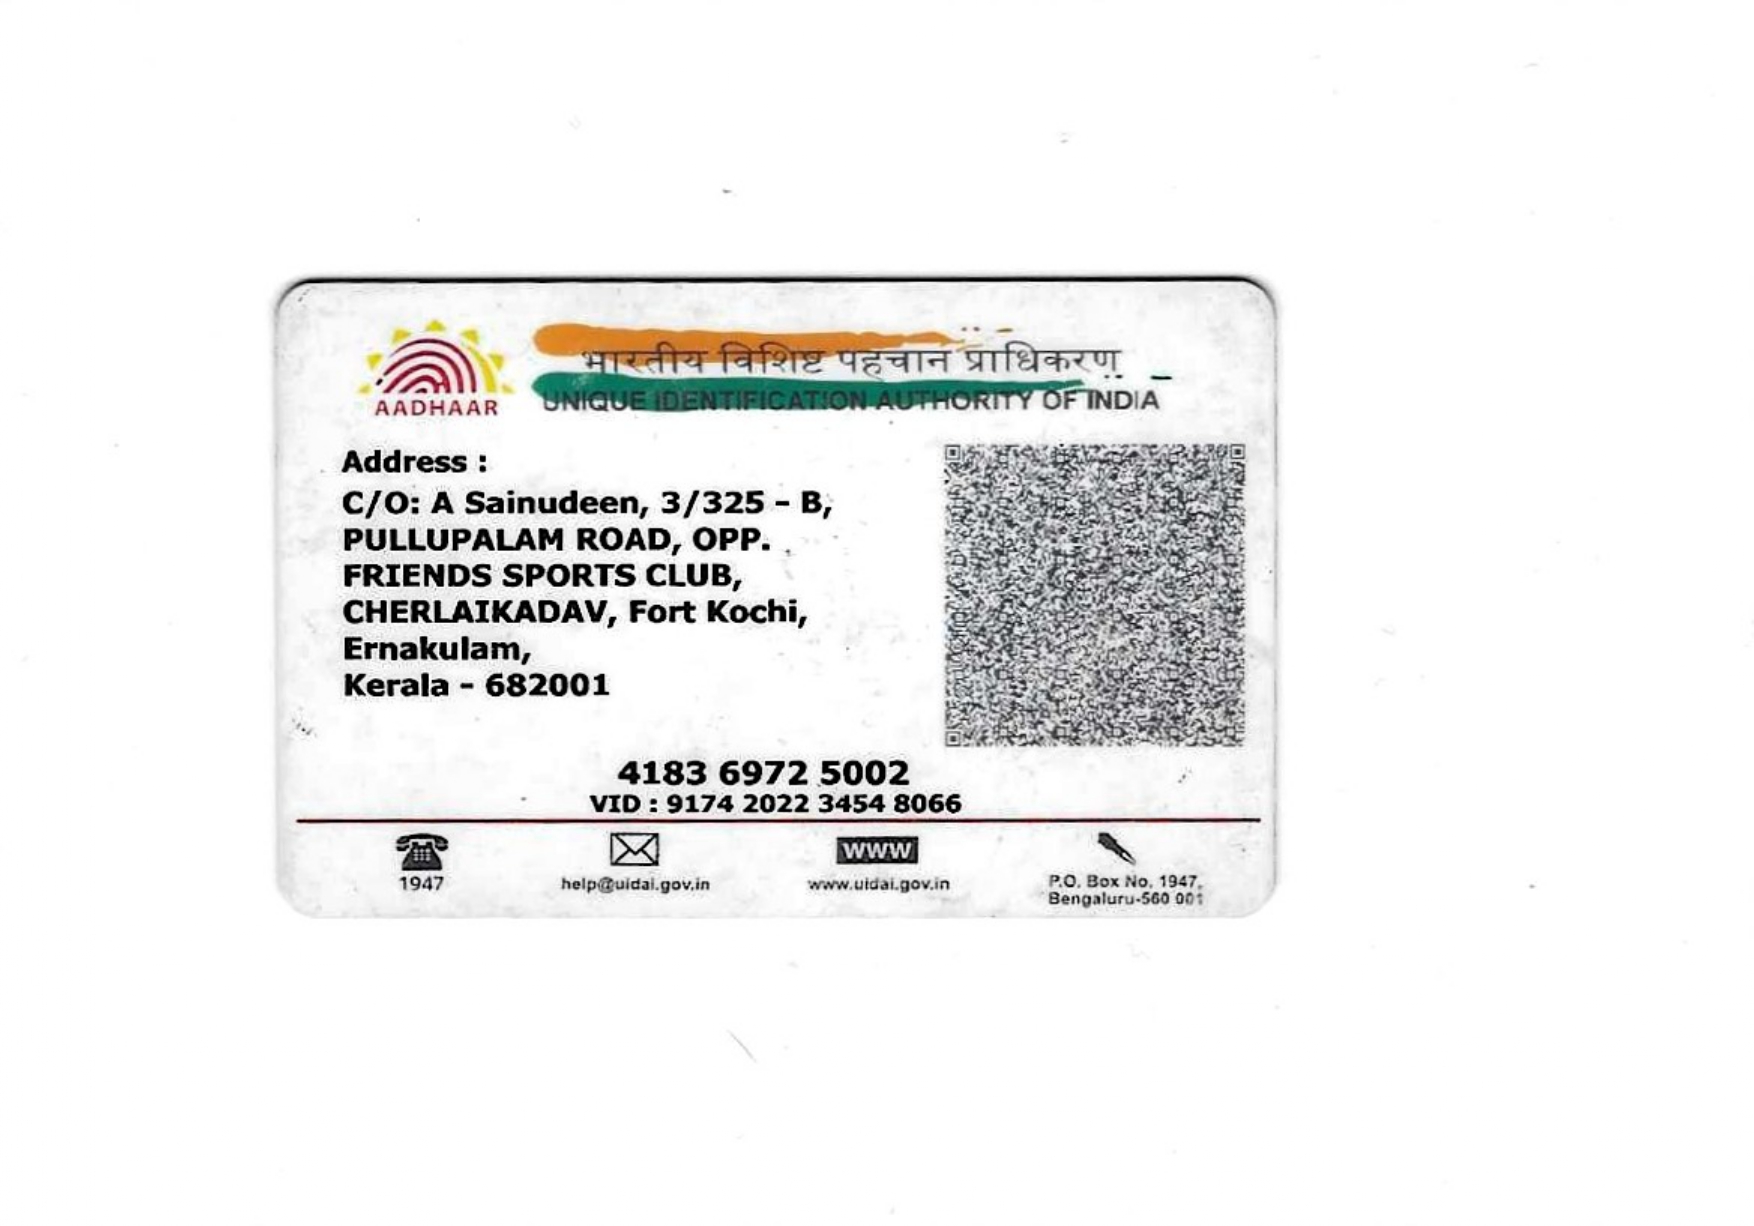 भारतीय विशिष्ट पहचान प्राधिकरण
AADHAAR
UNIQUE IDENTIFICATION AUTHORITY OF INDIA
Address :
C/O: A Sainudeen, 3/325 - B,
PULLUPALAM ROAD, OPP.
FRIENDS SPORTS CLUB,
CHERLAIKADAV, Fort Kochi,
Ernakulam,
Kerala - 682001
4183 6972 5002
VID : 9174 2022 3454 8066
1947
help@uidai.gov.in
www
www.uidai.gov.in
P.O. Box No. 1947,
Bengaluru-560 001